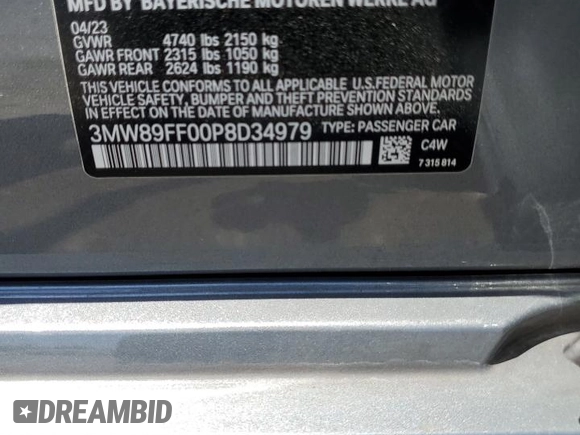 MFD BY BAYERISCHE MOTOREN WERKE AG
04/23
GVWR 4740 lbs 2150 kg
GAWR FRONT 2315 lbs 1050 kg
GAWR REAR 2624 lbs 1190 kg
THIS VEHICLE CONFORMS TO ALL APPLICABLE U.S.FEDERAL MOTOR
VEHICLE SAFETY, BUMPER AND THEFT PREVENTION STANDARDS
IN EFFECT ON THE DATE OF MANUFACTURE SHOWN ABOVE.
3MW89FF00P8D34979 TYPE: PASSENGER CAR
C4W
7 315 814
DREAMBID